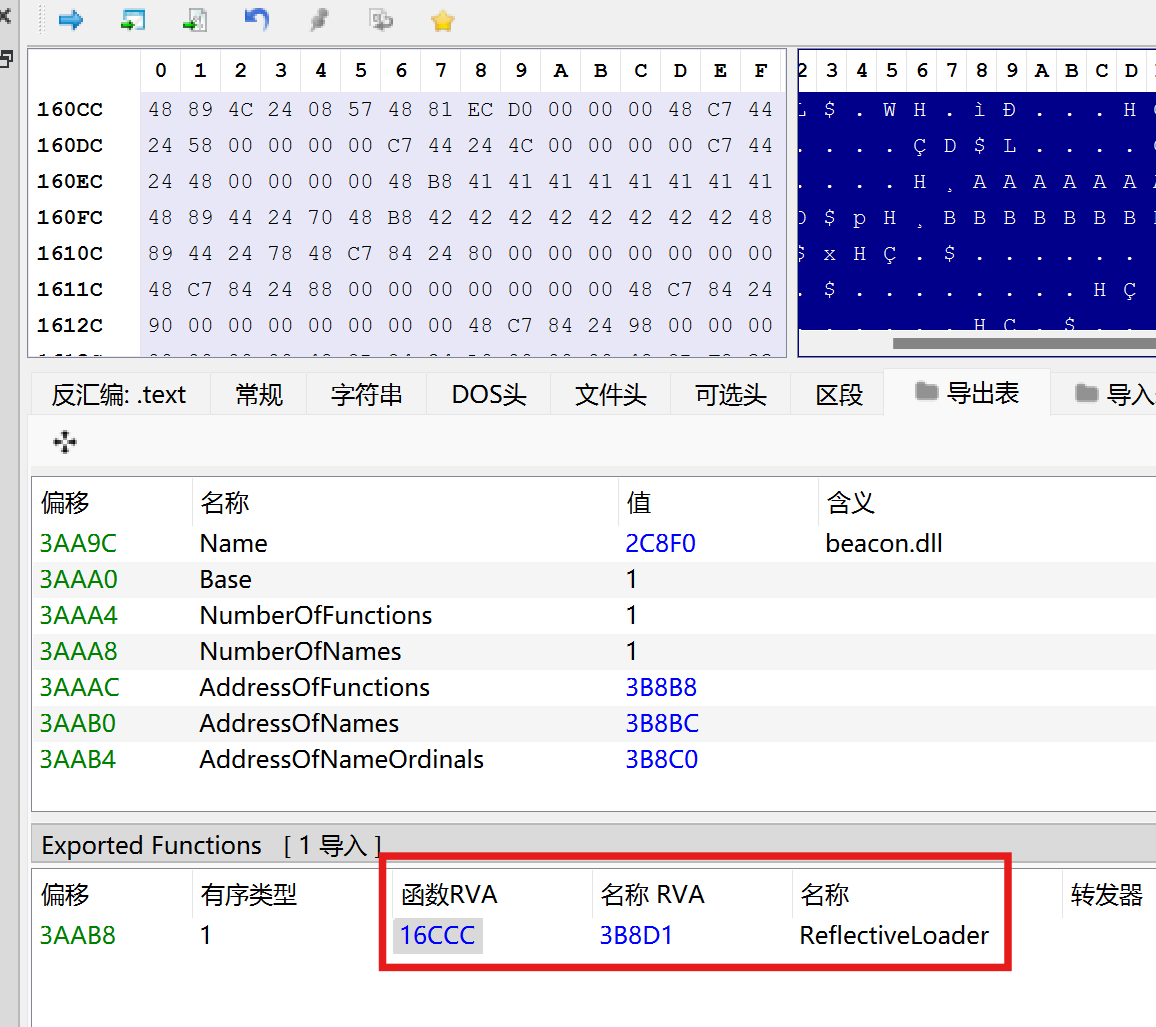 0 1 2 3 4 5 6 7 8 9 A B C D E F
2 3 4 5 6 7 8 9 A B C D
160CC 48 89 4C 24 08 57 48 81 EC D0 00 00 00 48 C7 44
$ . W H . ì Ð . . . H
160DC 24 58 00 00 00 00 C7 44 24 4C 00 00 00 00 C7 44
. . . . Ç D $ L . . . .
160EC 24 48 00 00 00 00 48 B8 41 41 41 41 41 41 41 41
. . . . H ¸ A A A A A A
160FC 48 89 44 24 70 48 B8 42 42 42 42 42 42 42 42 48
D $ p H ¸ B B B B B B B
1610C 89 44 24 78 48 C7 84 24 80 00 00 00 00 00 00 00
$ x H Ç . $ . . . . . .
1611C 48 C7 84 24 88 00 00 00 00 00 00 00 48 C7 84 24
. $ . . . . . . . . H Ç
1612C 90 00 00 00 00 00 00 00 48 C7 84 24 98 00 00 00
. . . . . . H Ç . $ . .
反汇编: .text 常规 字符串 DOS头 文件头 可选头 区段 导出表 导入
偏移 名称 值 含义
3AA9C Name 2C8F0 beacon.dll
3AAA0 Base 1
3AAA4 NumberOfFunctions 1
3AAA8 NumberOfNames 1
3AAAC AddressOfFunctions 3B8B8
3AAB0 AddressOfNames 3B8BC
3AAB4 AddressOfNameOrdinals 3B8C0
Exported Functions [ 1 导入 ]
偏移 有序类型 函数RVA 名称 RVA 名称 转发器
3AAB8 1 16CCC 3B8D1 ReflectiveLoader